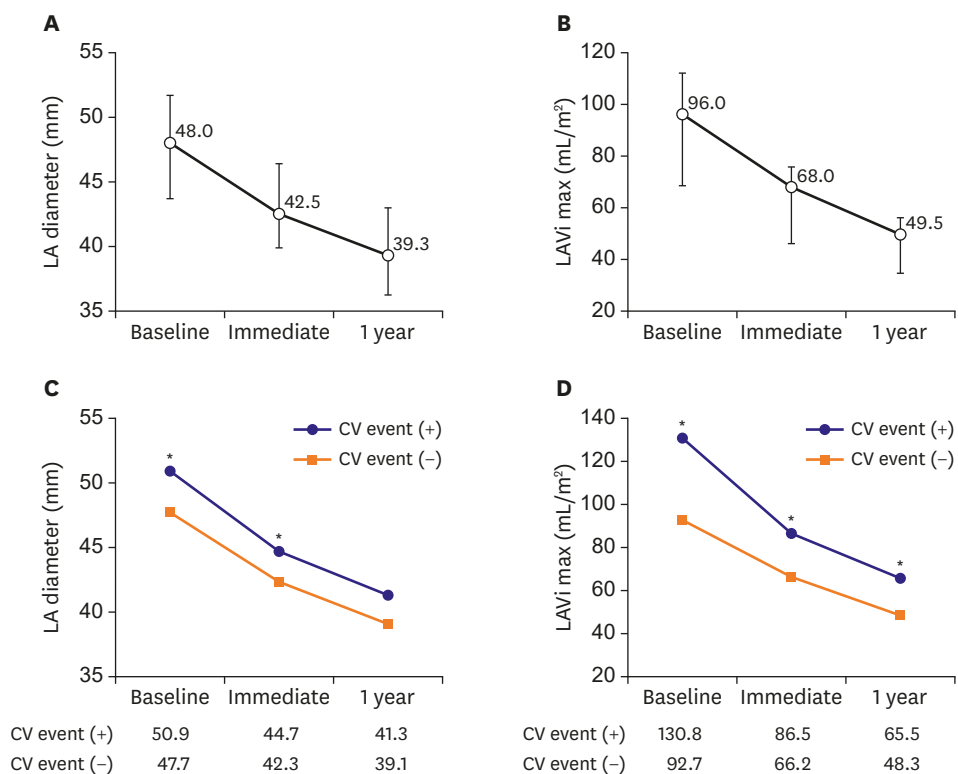 A
55
50
45
40
35
LA diameter (mm)
48.0
42.5
39.3
Baseline Immediate 1 year
B
120
100
80
60
40
20
LAVi max (mL/m²)
96.0
68.0
49.5
Baseline Immediate 1 year
C
55
50
45
40
35
LA diameter (mm)
CV event (+)
CV event (−)
*
*
Baseline Immediate 1 year
CV event (+) 50.9 44.7 41.3
CV event (−) 47.7 42.3 39.1
D
140
120
100
80
60
40
20
LAVi max (mL/m²)
CV event (+)
CV event (−)
*
*
*
Baseline Immediate 1 year
CV event (+) 130.8 86.5 65.5
CV event (−) 92.7 66.2 48.3